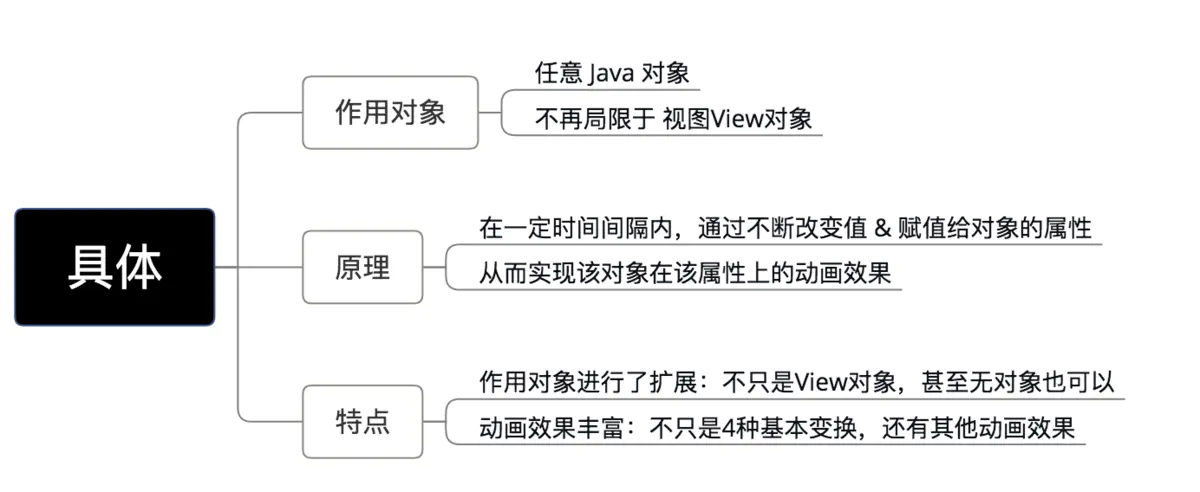 具体
作用对象
任意 Java 对象
不再局限于 视图View对象
原理
在一定时间间隔内，通过不断改变值 & 赋值给对象的属性
从而实现该对象在该属性上的动画效果
特点
作用对象进行了扩展：不只是View对象，甚至无对象也可以
动画效果丰富：不只是4种基本变换，还有其他动画效果